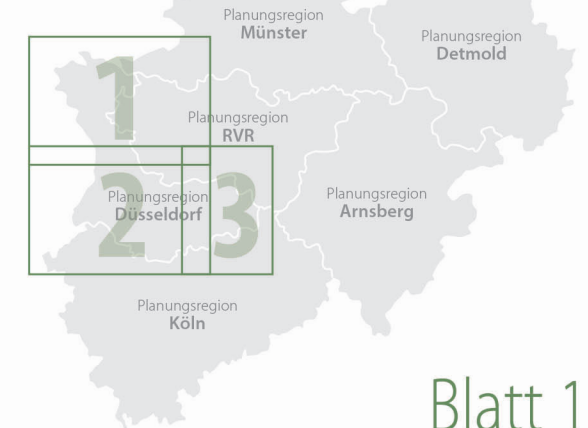 Planungsregion
Münster
Planungsregion
Detmold
1
Planungsregion
RVR
Planungsregion
Düsseldorf
2
3
Planungsregion
Arnsberg
Planungsregion
Köln
Blatt 1